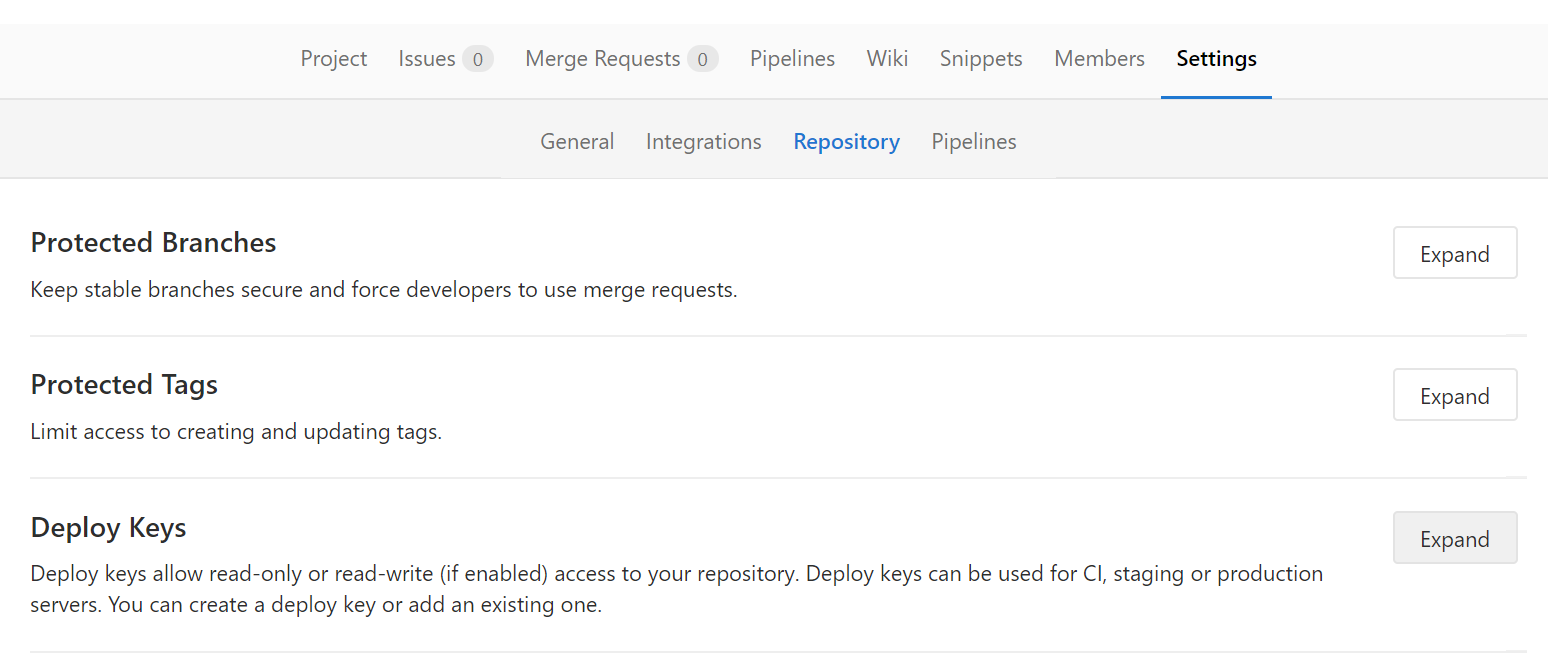 Project Issues 0 Merge Requests 0 Pipelines Wiki Snippets Members Settings
General Integrations Repository Pipelines
Protected Branches
Expand
Keep stable branches secure and force developers to use merge requests.
Protected Tags
Expand
Limit access to creating and updating tags.
Deploy Keys
Expand
Deploy keys allow read-only or read-write (if enabled) access to your repository. Deploy keys can be used for CI, staging or production
servers. You can create a deploy key or add an existing one.